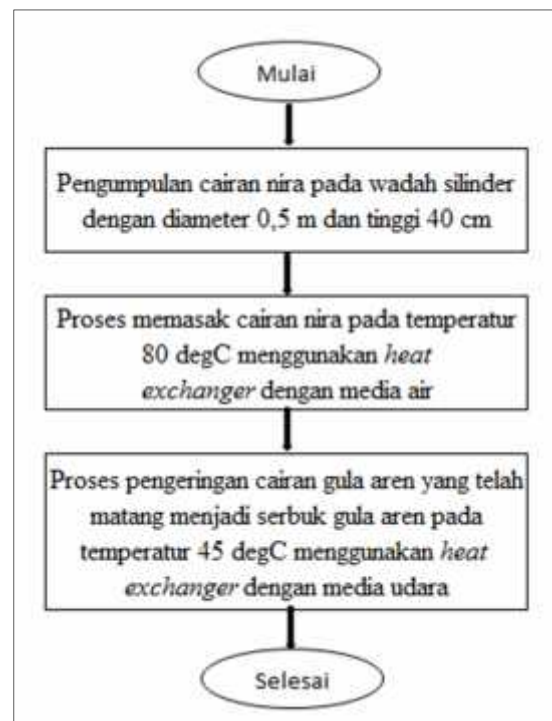 Mulai
Pengumpulan cairan nira pada wadah silinder
dengan diameter 0,5 m dan tinggi 40 cm
Proses memasak cairan nira pada temperatur
80 degC menggunakan heat
exchanger dengan media air
Proses pengeringan cairan gula aren yang telah
matang menjadi serbuk gula aren pada
temperatur 45 degC menggunakan heat
exchanger dengan media udara
Selesai